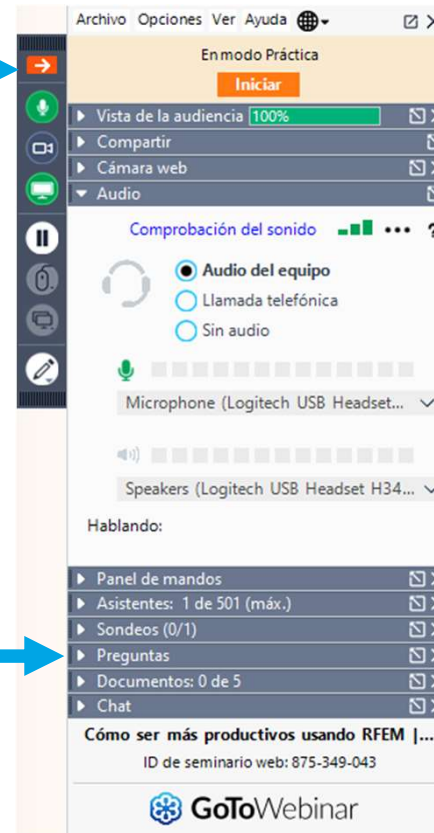 Archivo Opciones Ver Ayuda
En modo Práctica
Iniciar
Vista de la audiencia 100%
Compartir
Cámara web
Audio
Comprobación del sonido ?
Audio del equipo
Llamada telefónica
Sin audio
Microphone (Logitech USB Headset...
Speakers (Logitech USB Headset H34...
Hablando:
Panel de mandos
Asistentes: 1 de 501 (máx.)
Sondeos (0/1)
Preguntas
Documentos: 0 de 5
Chat
Cómo ser más productivos usando RFEM |...
ID de seminario web: 875-349-043
GoToWebinar